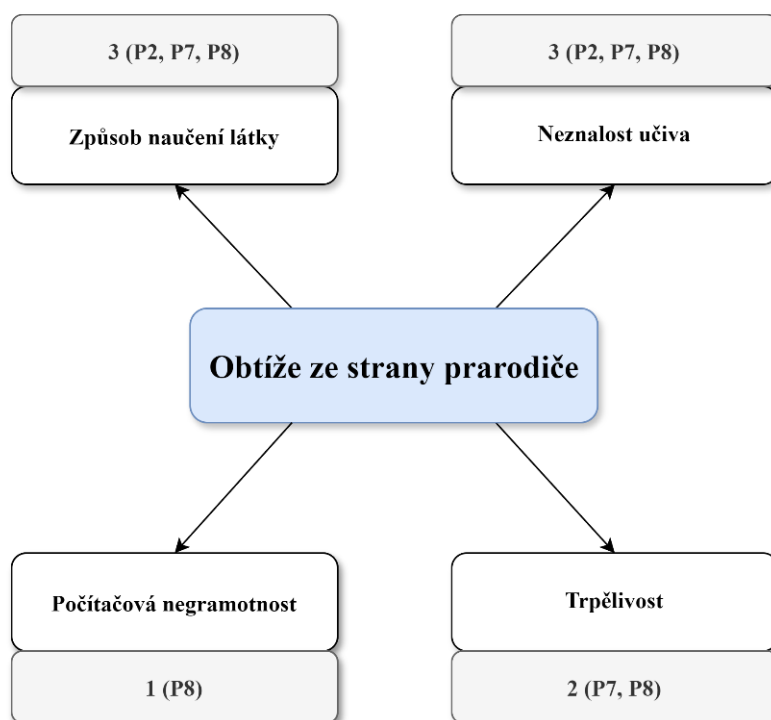 3 (P2, P7, P8)
Způsob naučení látky
3 (P2, P7, P8)
Neznalost učiva
Obtíže ze strany prarodiče
Počítačová negramotnost
1 (P8)
Trpělivost
2 (P7, P8)